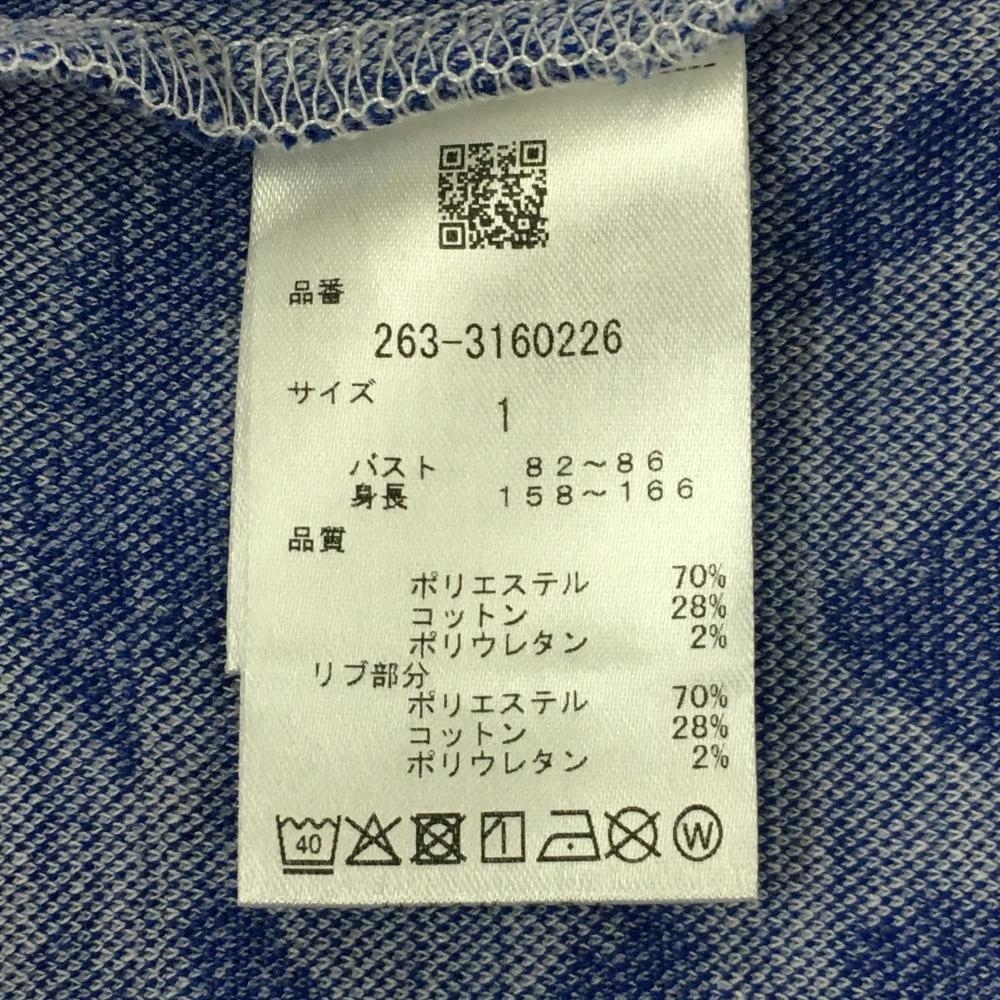 品番
263-3160226
サイズ
1
バスト 82～86
身長 158～166
品質
ポリエステル 70%
コットン 28%
ポリウレタン 2%
リブ部分
ポリエステル 70%
コットン 28%
ポリウレタン 2%
40
W